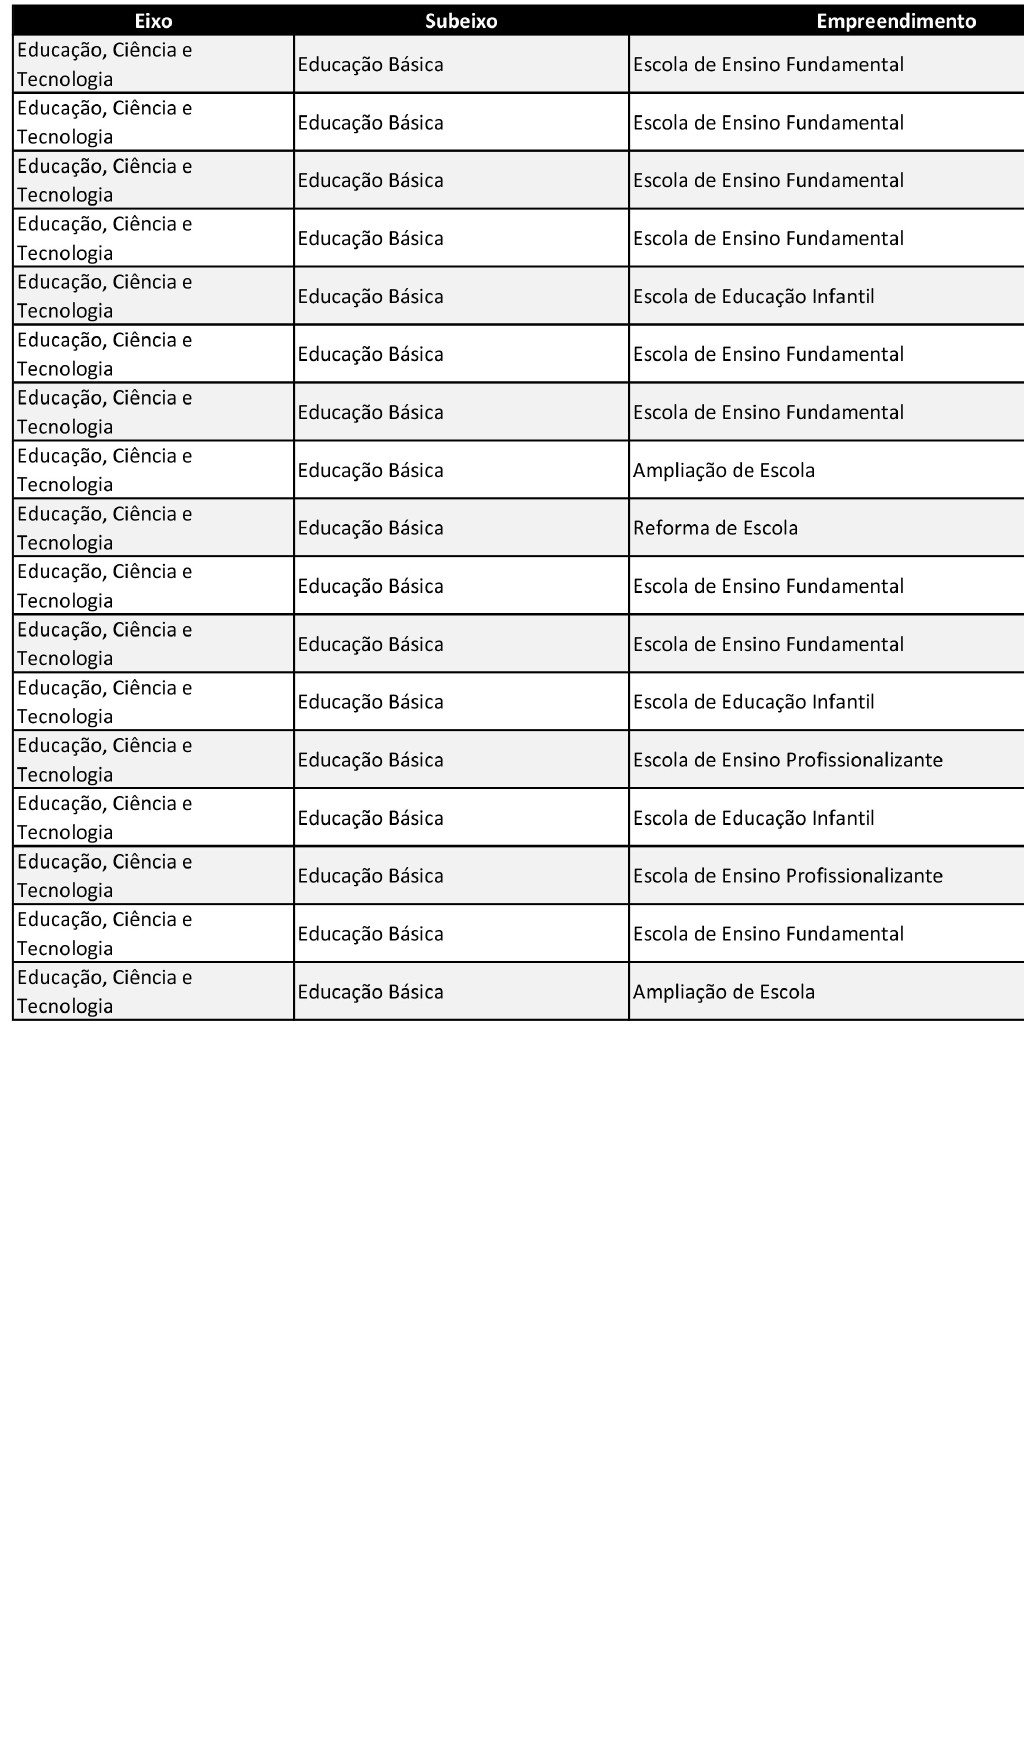 Eixo Subeixo Empreendimento
Educação, Ciência e
Tecnologia
Educação Básica
Escola de Ensino Fundamental
Educação, Ciência e
Tecnologia
Educação Básica
Escola de Ensino Fundamental
Educação, Ciência e
Tecnologia
Educação Básica
Escola de Ensino Fundamental
Educação, Ciência e
Tecnologia
Educação Básica
Escola de Ensino Fundamental
Educação, Ciência e
Tecnologia
Educação Básica
Escola de Educação Infantil
Educação, Ciência e
Tecnologia
Educação Básica
Escola de Ensino Fundamental
Educação, Ciência e
Tecnologia
Educação Básica
Escola de Ensino Fundamental
Educação, Ciência e
Tecnologia
Educação Básica
Ampliação de Escola
Educação, Ciência e
Tecnologia
Educação Básica
Reforma de Escola
Educação, Ciência e
Tecnologia
Educação Básica
Escola de Ensino Fundamental
Educação, Ciência e
Tecnologia
Educação Básica
Escola de Ensino Fundamental
Educação, Ciência e
Tecnologia
Educação Básica
Escola de Educação Infantil
Educação, Ciência e
Tecnologia
Educação Básica
Escola de Ensino Profissionalizante
Educação, Ciência e
Tecnologia
Educação Básica
Escola de Educação Infantil
Educação, Ciência e
Tecnologia
Educação Básica
Escola de Ensino Profissionalizante
Educação, Ciência e
Tecnologia
Educação Básica
Escola de Ensino Fundamental
Educação, Ciência e
Tecnologia
Educação Básica
Ampliação de Escola